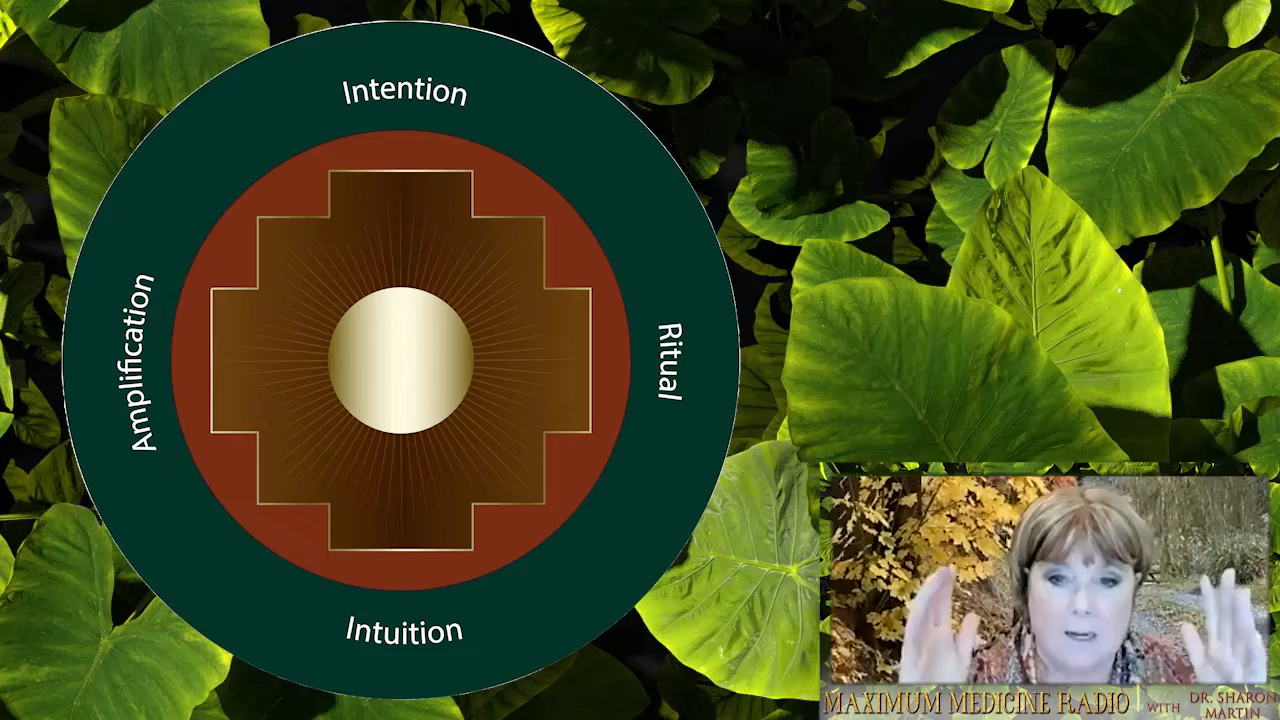 Intention
Amplification
Ritual
Intuition
MAXIMUM MEDICINE RADIO WITH DR. SHARON
MARTIN